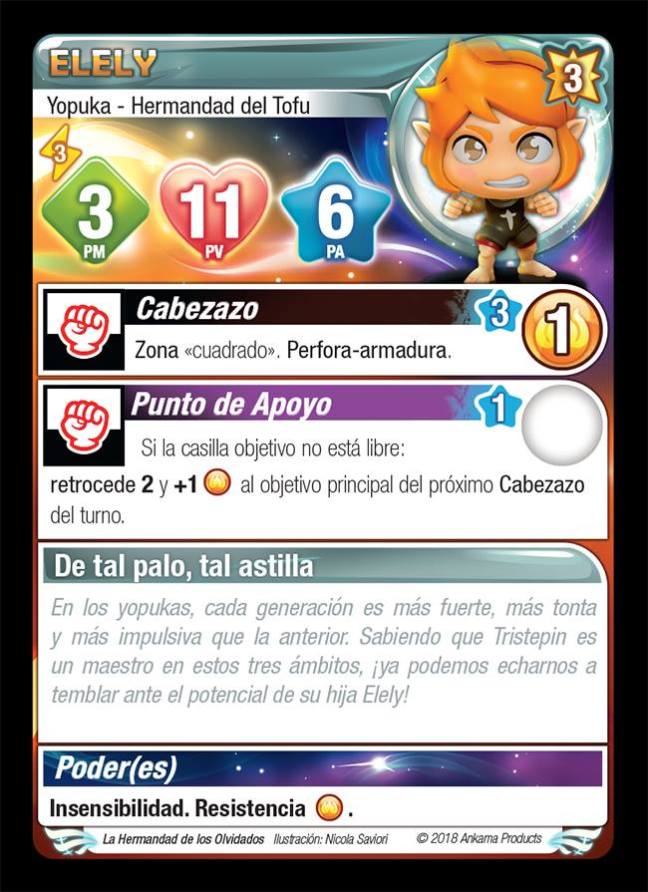 ELELY
3
Yopuka - Hermandad del Tofu
3
3
PM
11
PV
6
PA
Cabezazo
3
1
Zona «cuadrado». Perfora-armadura.
Punto de Apoyo
1
Si la casilla objetivo no está libre:
retrocede 2 y +1 al objetivo principal del próximo Cabezazo
del turno.
De tal palo, tal astilla
En los yopukas, cada generación es más fuerte, más tonta
y más impulsiva que la anterior. Sabiendo que Tristepin es
un maestro en estos tres ámbitos, ¡ya podemos echarnos a
temblar ante el potencial de su hija Elely!
Poder(es)
Insensibilidad. Resistencia .
La Hermandad de los Olvidados Ilustración: Nicola Saviori © 2018 Ankama Products